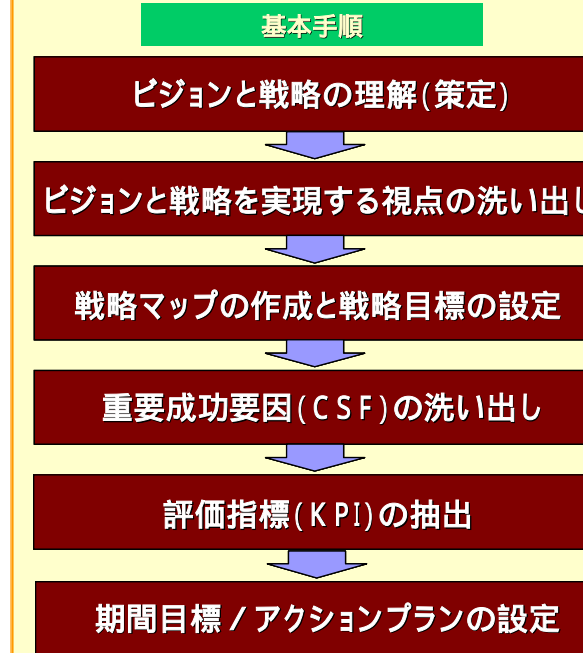 基本手順
ビジョンと戦略の理解(策定)
ビジョンと戦略を実現する視点の洗い出し
戦略マップの作成と戦略目標の設定
重要成功要因(CSF)の洗い出し
評価指標(KPI)の抽出
期間目標/アクションプランの設定